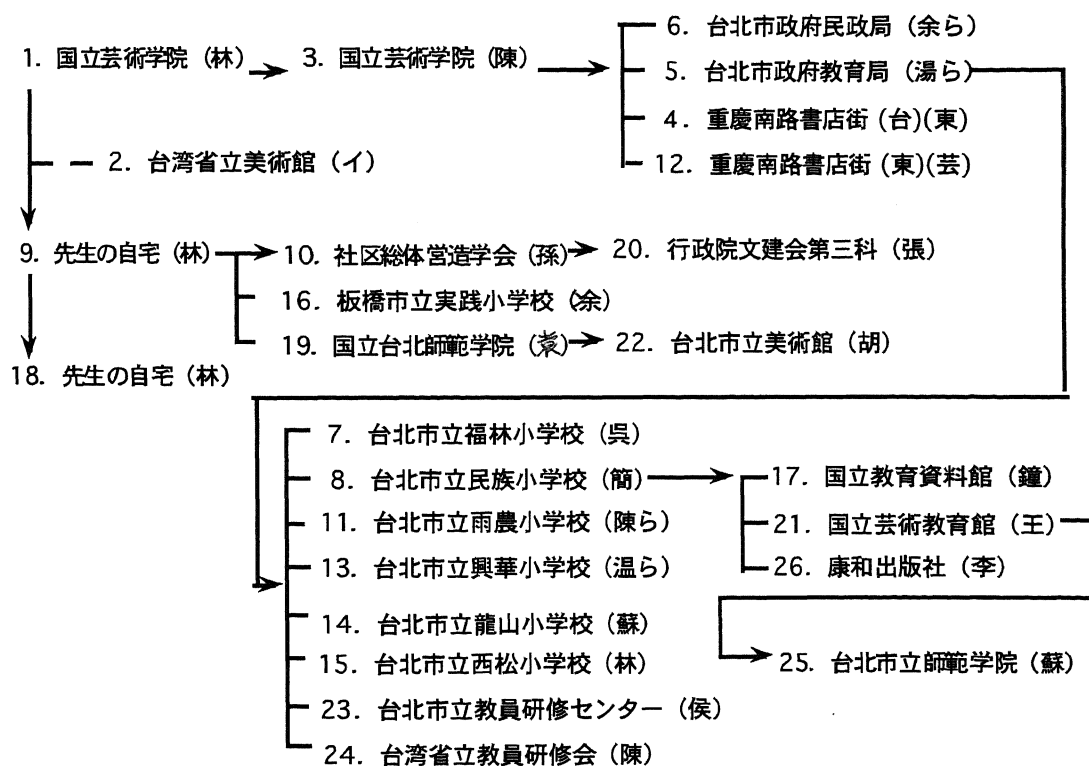 1. 国立芸術学院 (林)
3. 国立芸術学院 (陳)
6. 台北市政府民政局 (余ら)
5. 台北市政府教育局 (湯ら)
4. 重慶南路書店街 (台)(東)
12. 重慶南路書店街 (東)(芸)
2. 台湾省立美術館 (イ)
9. 先生の自宅 (林)
10. 社区総体営造学会 (孫)
20. 行政院文建会第三科 (張)
16. 板橋市立実践小学校 (余)
19. 国立台北師範学院 (袁)
22. 台北市立美術館 (胡)
18. 先生の自宅 (林)
7. 台北市立福林小学校 (呉)
8. 台北市立民族小学校 (簡)
11. 台北市立雨農小学校 (陳ら)
13. 台北市立興華小学校 (温ら)
14. 台北市立龍山小学校 (蘇)
15. 台北市立西松小学校 (林)
23. 台北市立教員研修センター (侯)
24. 台湾省立教員研修会 (陳)
17. 国立教育資料館 (鐘)
21. 国立芸術教育館 (王)
26. 康和出版社 (李)
25. 台北市立師範学院 (蘇)